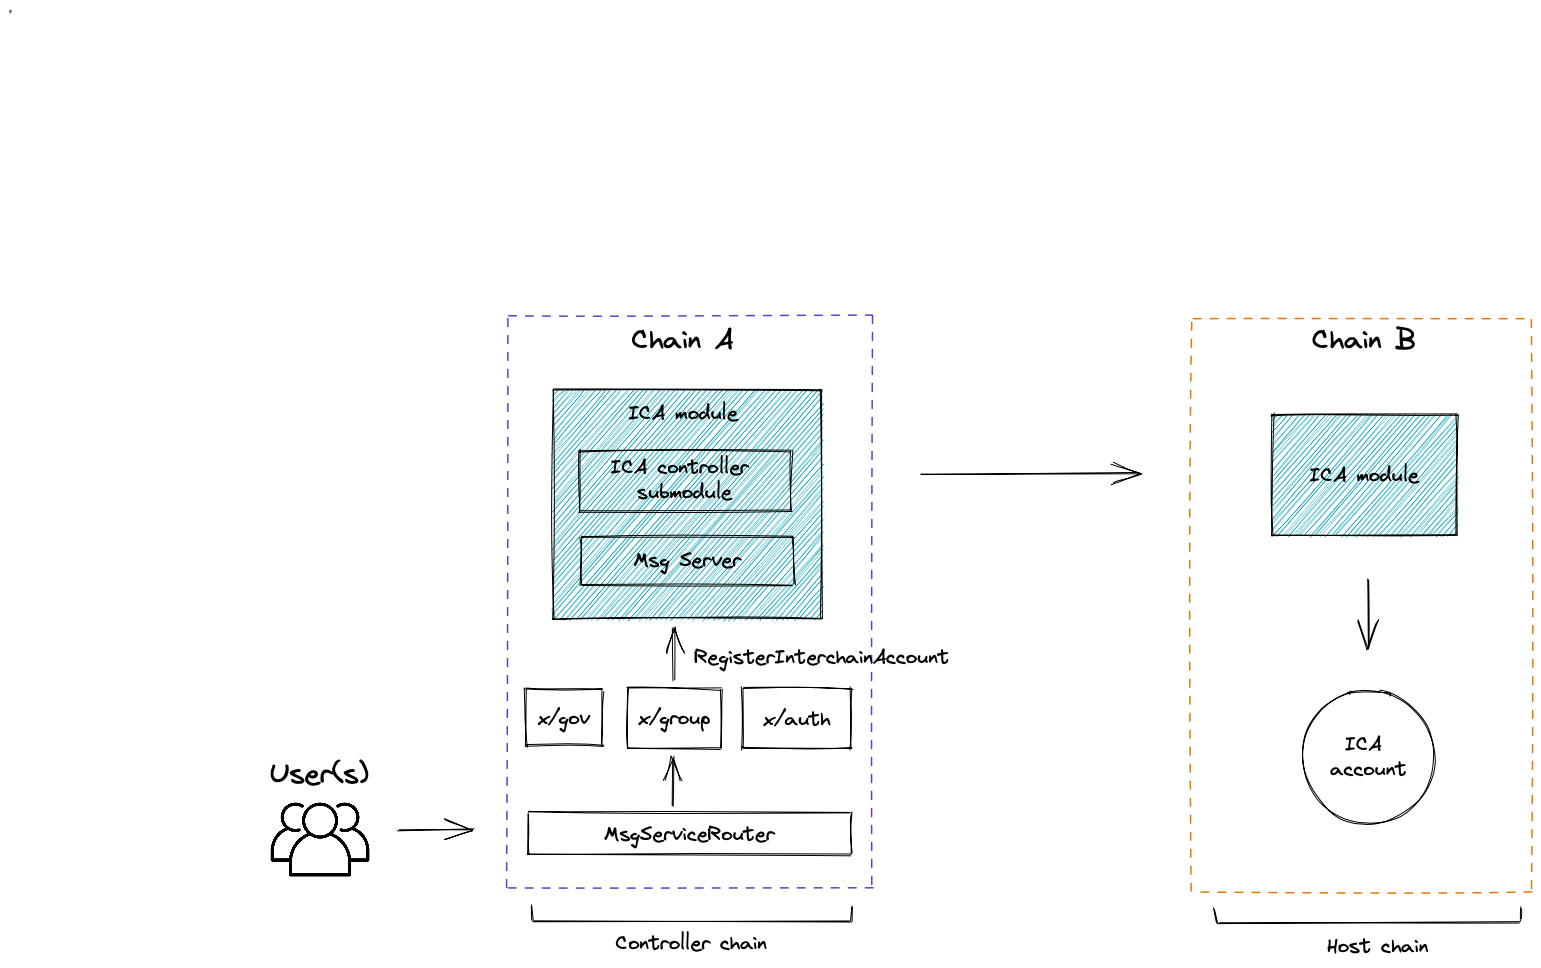 Chain A
ICA module
ICA controller
submodule
Msg Server
RegisterInterchainAccount
x/gov
x/group
x/auth
User(s)
MsgServiceRouter
Controller chain
Chain B
ICA module
ICA
account
Host chain